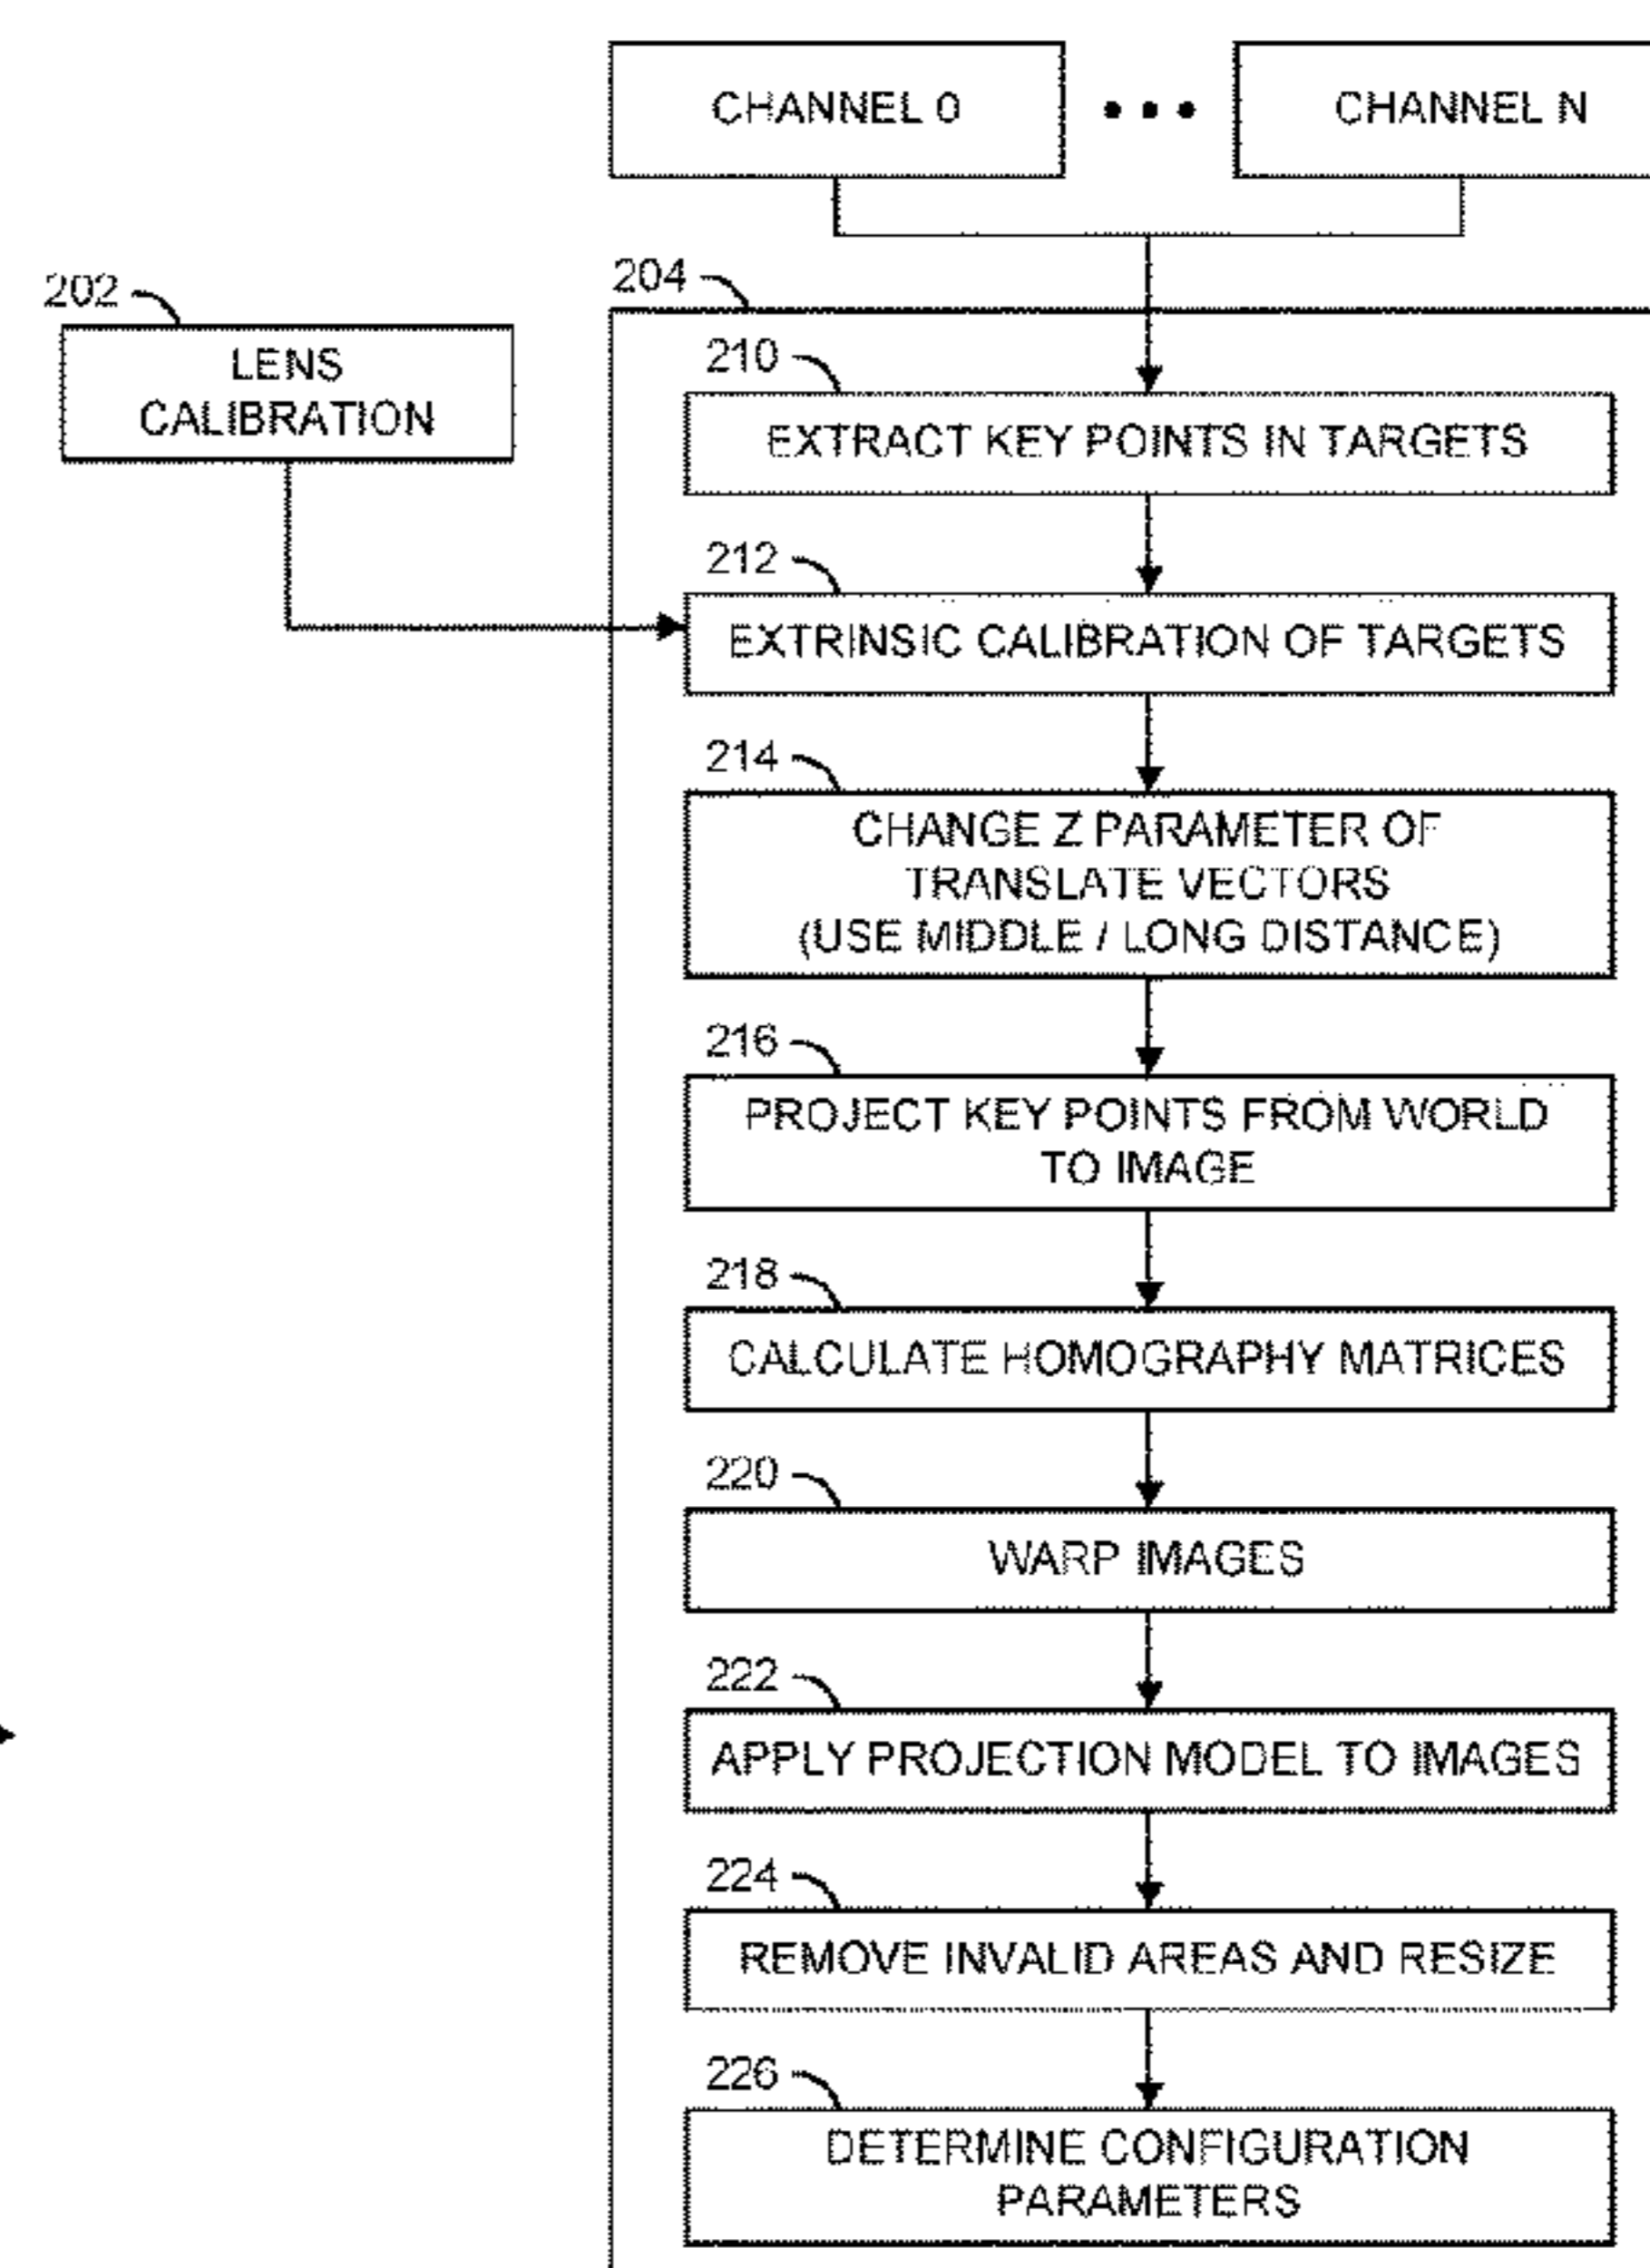 CHANNEL 0
• • •
CHANNEL N
204
202
LENS
CALIBRATION
210
EXTRACT KEY POINTS IN TARGETS
212
EXTRINSIC CALIBRATION OF TARGETS
214
CHANGE Z PARAMETER OF
TRANSLATE VECTORS
(USE MIDDLE / LONG DISTANCE)
216
PROJECT KEY POINTS FROM WORLD
TO IMAGE
218
CALCULATE HOMOGRAPHY MATRICES
220
WARP IMAGES
222
APPLY PROJECTION MODEL TO IMAGES
224
REMOVE INVALID AREAS AND RESIZE
226
DETERMINE CONFIGURATION
PARAMETERS